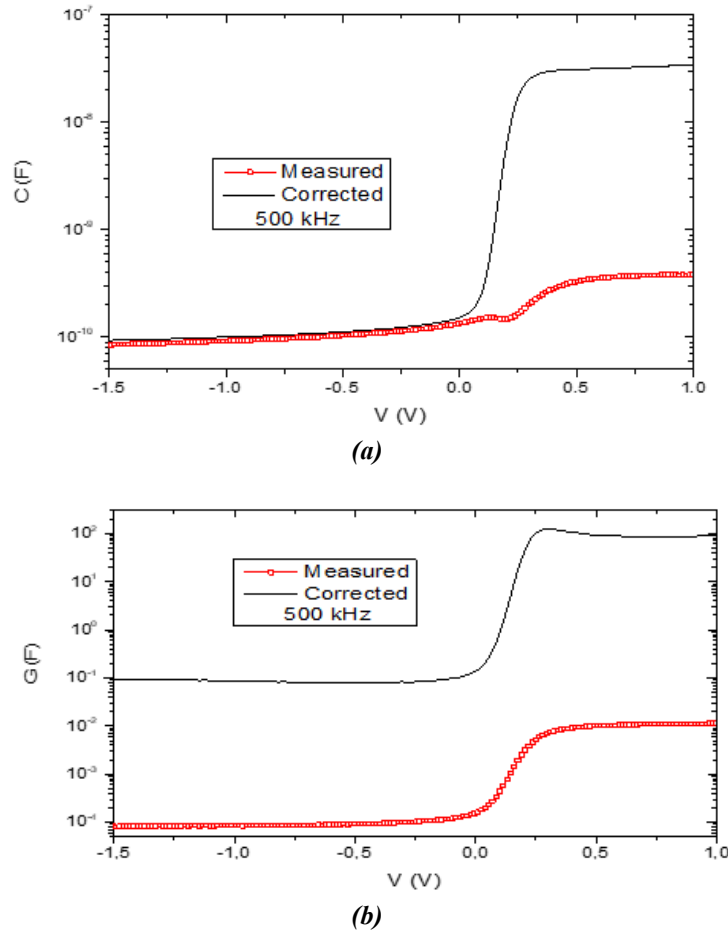 10⁻⁷
10⁻⁸
10⁻⁹
10⁻¹⁰
C(F)
Measured
Corrected
500 kHz
-1.5 -1.0 -0.5 0.0 0.5 1.0
V (V)
(a)
10²
10¹
10⁰
10⁻¹
10⁻²
10⁻³
10⁻⁴
G(F)
Measured
Corrected
500 kHz
-1,5 -1,0 -0,5 0,0 0,5 1,0
V (V)
(b)